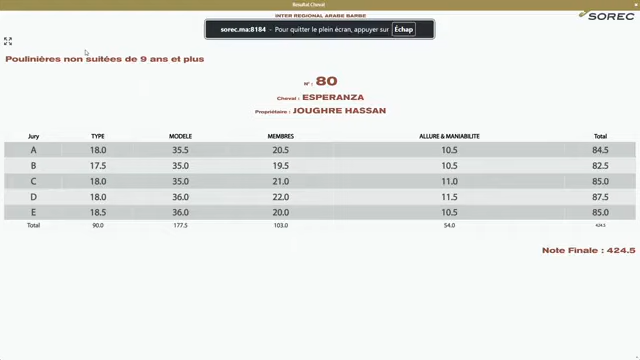 Résultat Cheval
INTER REGIONAL ARABE BARBE
SOREC
sorec.ma:8184 - Pour quitter le plein écran, appuyer sur Échap
Poulinières non suitées de 9 ans et plus
N° : 80
Cheval : ESPERANZA
Propriétaire : JOUGHRE HASSAN
Jury TYPE MODELE MEMBRES ALLURE & MANIABILITE Total
A 18.0 35.5 20.5 10.5 84.5
B 17.5 35.0 19.5 10.5 82.5
C 18.0 35.0 21.0 11.0 85.0
D 18.0 36.0 22.0 11.5 87.5
E 18.5 36.0 20.0 10.5 85.0
Total 90.0 177.5 103.0 54.0 424.5
Note Finale : 424.5